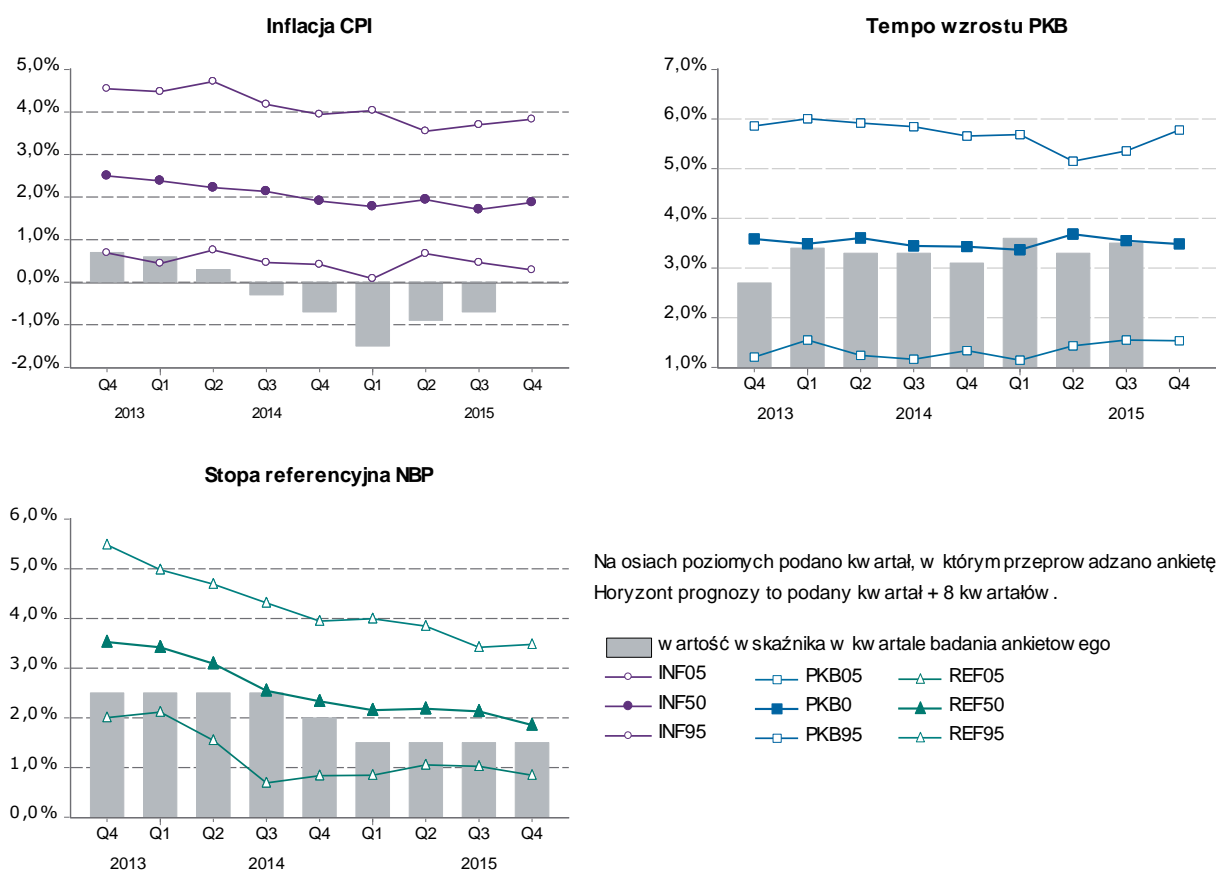 Inflacja CPI
5,0%
4,0%
3,0%
2,0%
1,0%
0,0%
-1,0%
-2,0%
Q4 Q1 Q2 Q3 Q4 Q1 Q2 Q3 Q4
2013 2014 2015
Tempo wzrostu PKB
7,0%
6,0%
5,0%
4,0%
3,0%
2,0%
1,0%
Q4 Q1 Q2 Q3 Q4 Q1 Q2 Q3 Q4
2013 2014 2015
Stopa referencyjna NBP
6,0%
5,0%
4,0%
3,0%
2,0%
1,0%
0,0%
Q4 Q1 Q2 Q3 Q4 Q1 Q2 Q3 Q4
2013 2014 2015
Na osiach poziomych podano kwartał, w którym przeprowadzano ankietę
Horyzont prognozy to podany kwartał + 8 kwartałów.
wartość wskaźnika w kwartale badania ankietowego
INF05 PKB05 REF05
INF50 PKB0 REF50
INF95 PKB95 REF95